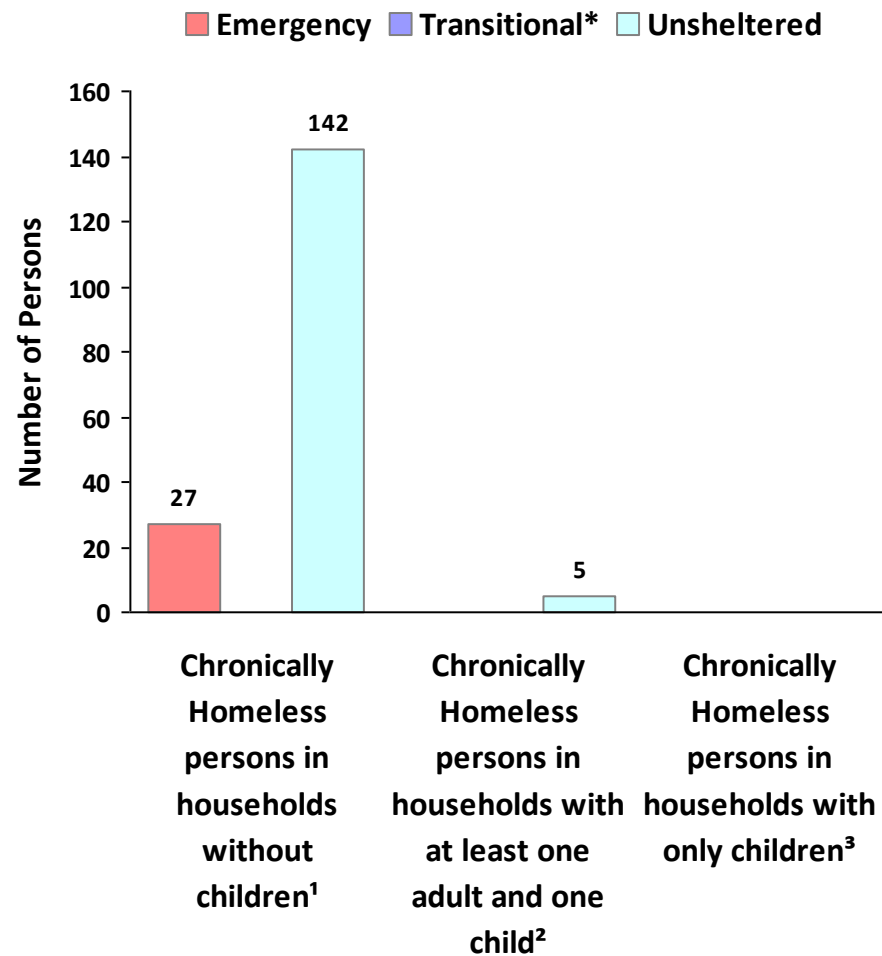 Emergency Transitional* Unsheltered
Number of Persons
160
140
120
100
80
60
40
20
0
27
142
5
Chronically
Homeless
persons in
households
without
children¹
Chronically
Homeless
persons in
households with
at least one
adult and one
child²
Chronically
Homeless
persons in
households with
only children³